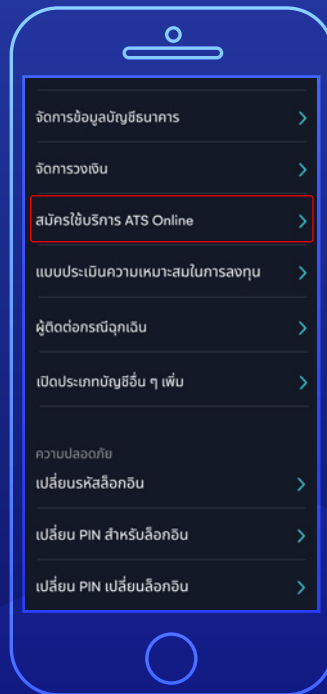 จัดการข้อมูลบัญชีธนาคาร
จัดการวงเงิน
สมัครใช้บริการ ATS Online
แบบประเมินความเหมาะสมในการลงทุน
ผู้ติดต่อกรณีฉุกเฉิน
เปิดประเภทบัญชีอื่น ๆ เพิ่ม
ความปลอดภัย
เปลี่ยนรหัสล็อกอิน
เปลี่ยน PIN สำหรับล็อกอิน
เปลี่ยน PIN เปลี่ยนล็อกอิน